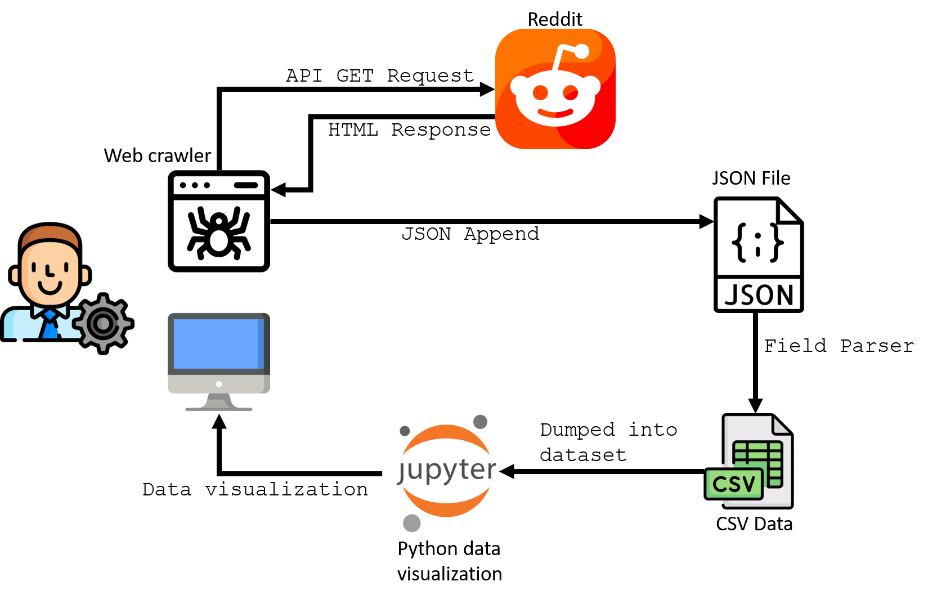 Reddit
API GET Request
HTML Response
Web crawler
JSON File
JSON Append
{;}
JSON
Field Parser
Dumped into
dataset
CSV
jupyter
Data visualization
CSV Data
Python data
visualization